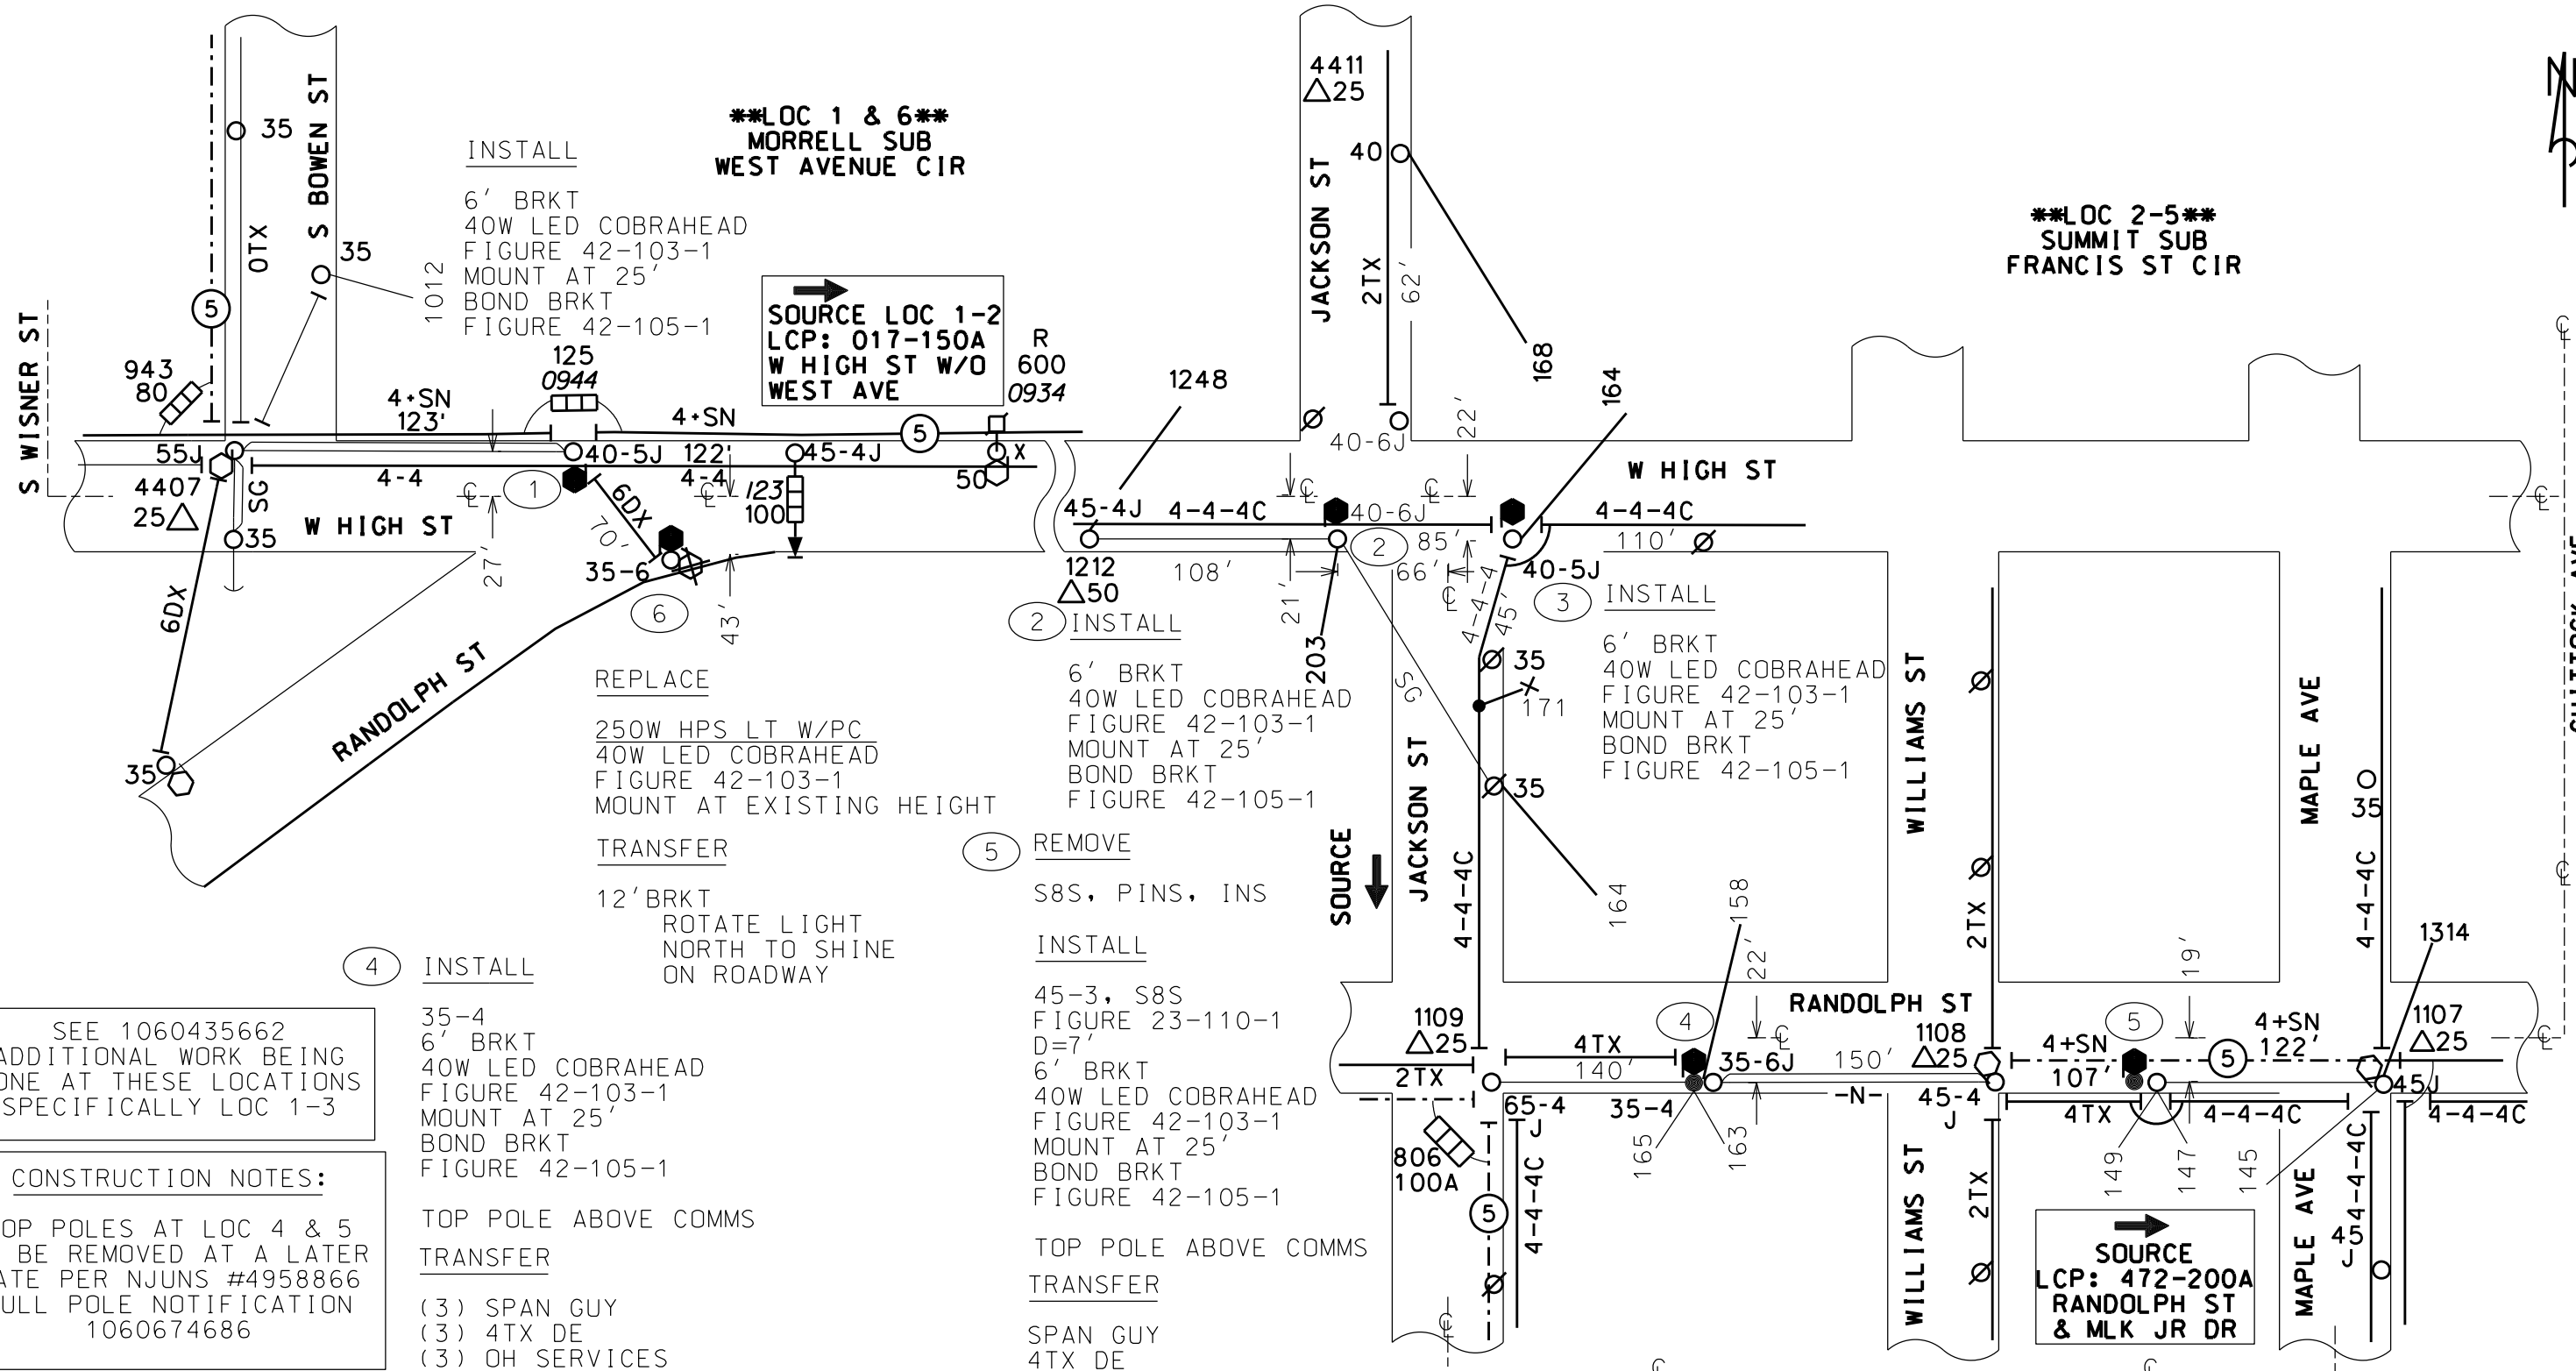 **LOC 1 & 6**
MORRELL SUB
WEST AVENUE CIR
**LOC 2-5**
SUMMIT SUB
FRANCIS ST CIR
N
S WISNER ST
S BOWEN ST
0TX
35
35
1012
5
943
80
INSTALL
6' BRKT
40W LED COBRAHEAD
FIGURE 42-103-1
MOUNT AT 25'
BOND BRKT
FIGURE 42-105-1
SOURCE LOC 1-2
LCP: 017-150A
W HIGH ST W/O
WEST AVE
R
600
0934
125
0944
4+SN
123'
4+SN
5
55J
40-5J
122'
45-4J
X
50
4407
25
SG
4-4
1
4-4
℄
℄
123
100
W HIGH ST
35
27'
6DX
70'
35-6
6
43'
6DX
35
RANDOLPH ST
4411
25
JACKSON ST
40
2TX
62'
168
164
1248
40-6J
22'
W HIGH ST
45-4J
4-4-4C
℄
℄
40-6J
4-4-4C
℄
1212
50
108'
21'
2
85'
66'
℄
110'
40-5J
203
SG
4-4-4
45'
35
171
35
164
JACKSON ST
SOURCE
4-4-4C
REPLACE
250W HPS LT W/PC
40W LED COBRAHEAD
FIGURE 42-103-1
MOUNT AT EXISTING HEIGHT
TRANSFER
12'BRKT
ROTATE LIGHT
NORTH TO SHINE
ON ROADWAY
2
INSTALL
6' BRKT
40W LED COBRAHEAD
FIGURE 42-103-1
MOUNT AT 25'
BOND BRKT
FIGURE 42-105-1
3
INSTALL
6' BRKT
40W LED COBRAHEAD
FIGURE 42-103-1
MOUNT AT 25'
BOND BRKT
FIGURE 42-105-1
WILLIAMS ST
2TX
MAPLE AVE
35
4-4-4C
℄
℄
℄
1314
5
REMOVE
S8S, PINS, INS
INSTALL
45-3, S8S
FIGURE 23-110-1
D=7'
6' BRKT
40W LED COBRAHEAD
FIGURE 42-103-1
MOUNT AT 25'
BOND BRKT
FIGURE 42-105-1
TOP POLE ABOVE COMMS
TRANSFER
SPAN GUY
4TX DE
4
INSTALL
35-4
6' BRKT
40W LED COBRAHEAD
FIGURE 42-103-1
MOUNT AT 25'
BOND BRKT
FIGURE 42-105-1
TOP POLE ABOVE COMMS
TRANSFER
(3) SPAN GUY
(3) 4TX DE
(3) OH SERVICES
SEE 1060435662
ADDITIONAL WORK BEING
ONE AT THESE LOCATIONS
SPECIFICALLY LOC 1-3
CONSTRUCTION NOTES:
OP POLES AT LOC 4 & 5
BE REMOVED AT A LATER
ATE PER NJUNS #4958866
ULL POLE NOTIFICATION
1060674686
158
22'
RANDOLPH ST
19'
1109
25
4
℄
1108
25
5
4+SN
122'
1107
25
℄
4TX
140'
35-6J
150'
4+SN
107'
5
2TX
65-4
J
35-4
-N-
45-4
J
4TX
4-4-4C
45J
4-4-4C
806
100A
165
163
149
147
145
5
4-4-4C
WILLIAMS ST
2TX
MAPLE AVE
4-4-4C
45
J
SOURCE
LCP: 472-200A
RANDOLPH ST
& MLK JR DR
℄
℄
℄